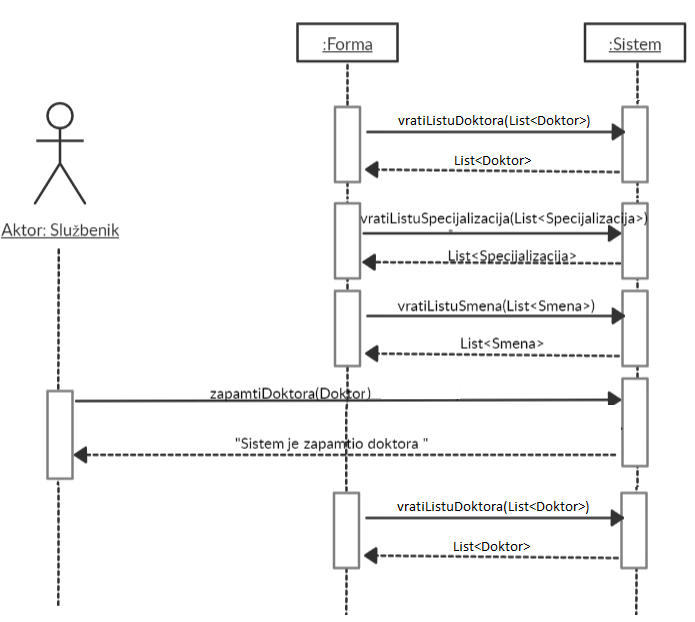 :Forma
:Sistem
vratiListuDoktora(List<Doktor>)
List<Doktor>
Aktor: Službenik
vratiListuSpecijalizacija(List<Specijalizacija>)
List<Specijalizacija>
vratiListuSmena(List<Smena>)
List<Smena>
zapamtiDoktora(Doktor)
"Sistem je zapamtio doktora "
vratiListuDoktora(List<Doktor>)
List<Doktor>